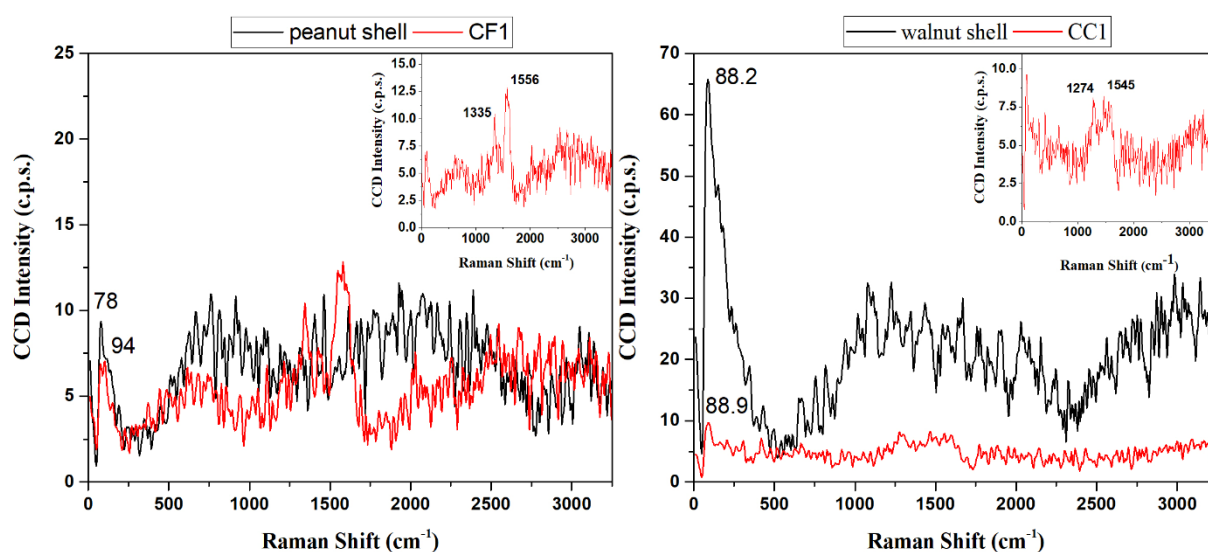 peanut shell CF1
25
20
15
10
5
0
CCD Intensity (c.p.s.)
78
94
0 500 1000 1500 2000 2500 3000
Raman Shift (cm-1)
15.0
12.5
10.0
7.5
5.0
2.5
0.0
CCD Intensity (c.p.s.)
1335
1556
0 1000 2000 3000
Raman Shift (cm-1)
walnut shell CC1
70
60
50
40
30
20
10
0
CCD Intensity (c.p.s.)
88.2
88.9
0 500 1000 1500 2000 2500 3000
Raman Shift (cm-1)
10.0
7.5
5.0
2.5
0.0
CCD Intensity (c.p.s.)
1274 1545
0 1000 2000 3000
Raman Shift (cm-1)